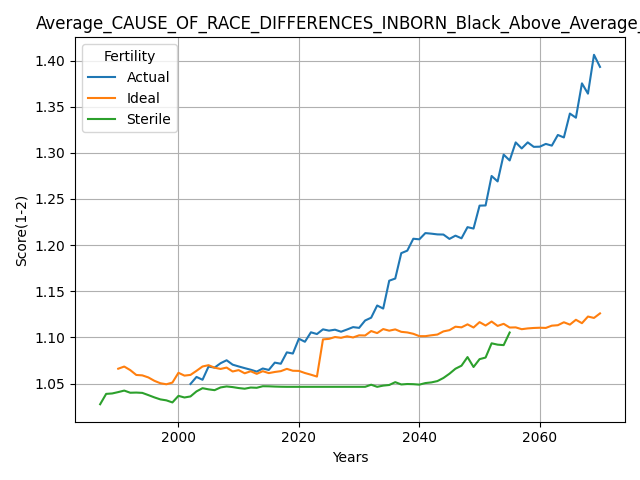 Average_CAUSE_OF_RACE_DIFFERENCES_INBORN_Black_Above_Average_
Fertility
Actual
Ideal
Sterile
Score(1-2)
1.40
1.35
1.30
1.25
1.20
1.15
1.10
1.05
2000 2020 2040 2060
Years